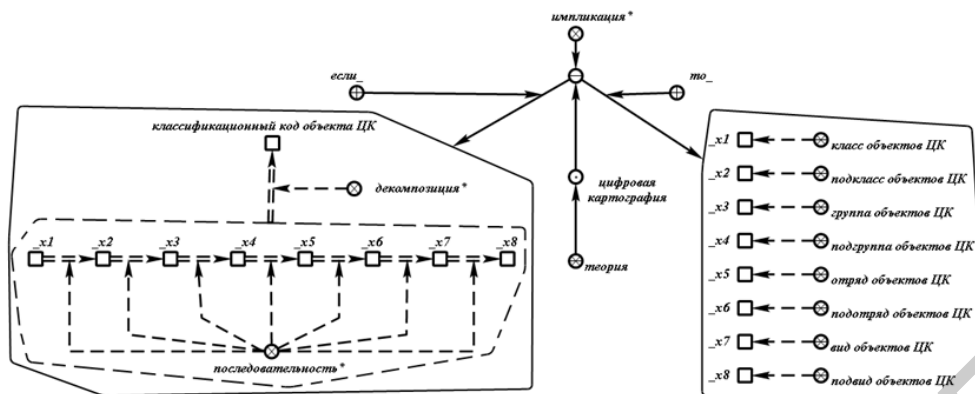 импликация*
если_
то_
классификационный код объекта ЦК
декомпозиция*
_x1 _x2 _x3 _x4 _x5 _x6 _x7 _x8
последовательность*
цифровая
картография
теория
_x1 класс объектов ЦК
_x2 подкласс объектов ЦК
_x3 группа объектов ЦК
_x4 подгруппа объектов ЦК
_x5 отряд объектов ЦК
_x6 подотряд объектов ЦК
_x7 вид объектов ЦК
_x8 подвид объектов ЦК